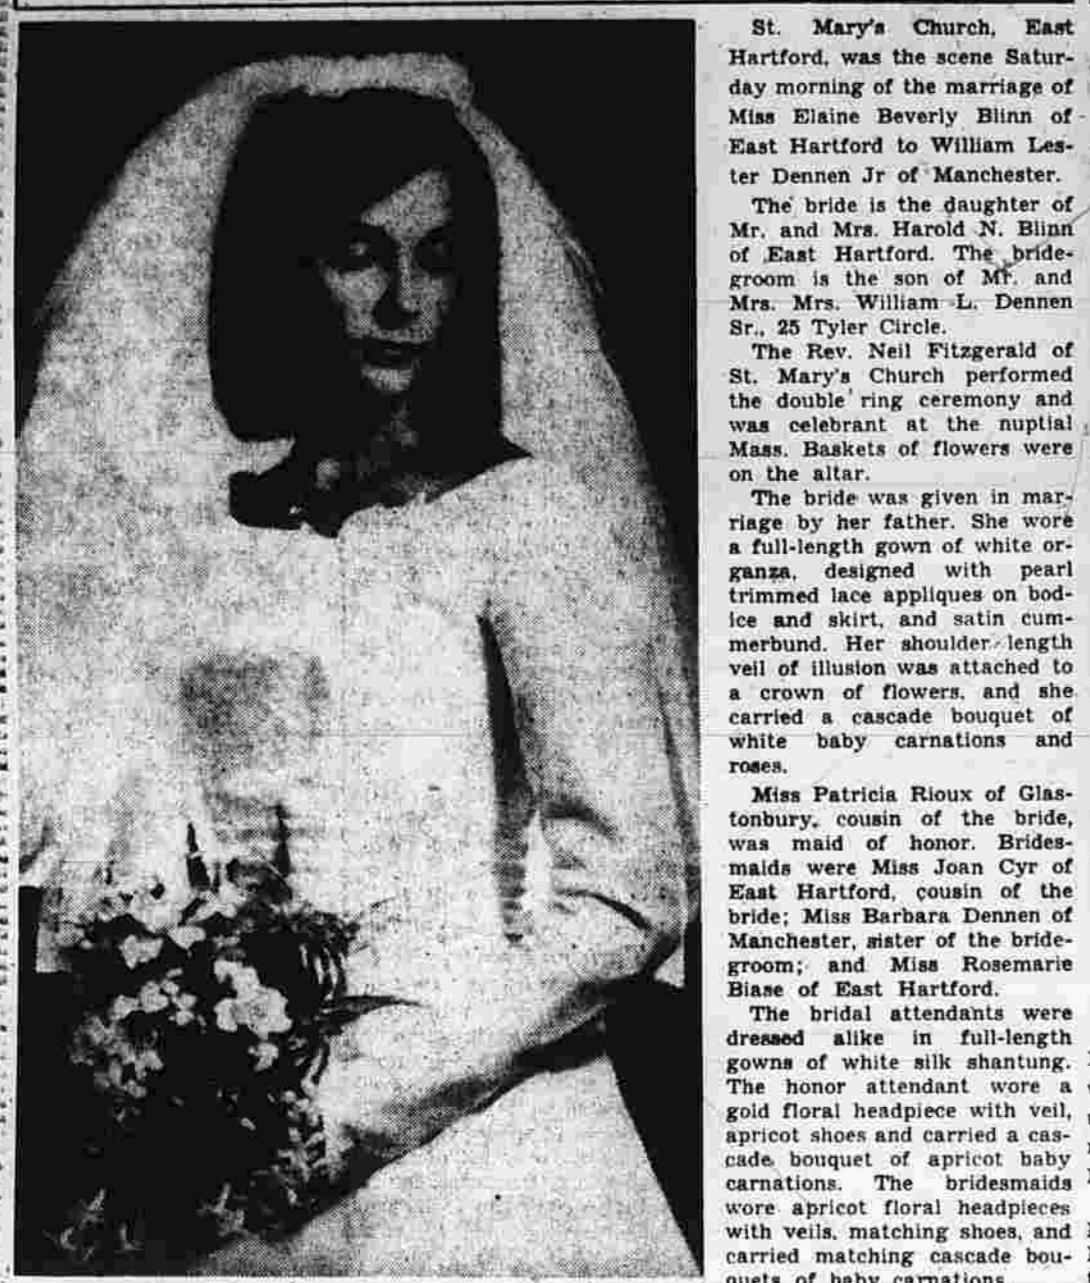 St. Mary's Church, East
Hartford, was the scene Satur-
day morning of the marriage of
Miss Elaine Beverly Blinn of
East Hartford to William Les-
ter Dennen Jr of Manchester.
The bride is the daughter of
Mr. and Mrs. Harold N. Blinn
of East Hartford. The bride-
groom is the son of Mr. and
Mrs. Mrs. William L. Dennen
Sr., 25 Tyler Circle.
The Rev. Neil Fitzgerald of
St. Mary's Church performed
the double ring ceremony and
was celebrant at the nuptial
Mass. Baskets of flowers were
on the altar.
The bride was given in mar-
riage by her father. She wore
a full-length gown of white or-
ganza, designed with pearl
trimmed lace appliques on bod-
ice and skirt, and satin cum-
merbund. Her shoulder-length
veil of illusion was attached to
a crown of flowers, and she
carried a cascade bouquet of
white baby carnations and
roses.
Miss Patricia Rioux of Glas-
tonbury, cousin of the bride,
was maid of honor. Brides-
maids were Miss Joan Cyr of
East Hartford, cousin of the
bride; Miss Barbara Dennen of
Manchester, sister of the bride-
groom; and Miss Rosemarie
Biase of East Hartford.
The bridal attendants were
dressed alike in full-length
gowns of white silk shantung.
The honor attendant wore a
gold floral headpiece with veil,
apricot shoes and carried a cas-
cade bouquet of apricot baby
carnations. The bridesmaids
wore apricot floral headpieces
with veils, matching shoes, and
carried matching cascade bou-
quets of baby carnations